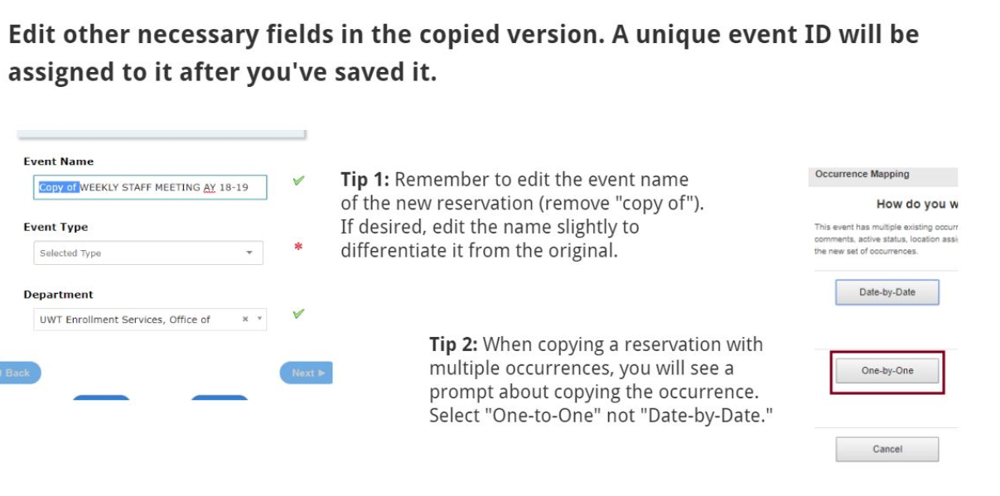 Edit other necessary fields in the copied version. A unique event ID will be
assigned to it after you've saved it.
Event Name
Copy of WEEKLY STAFF MEETING AY 18-19
Event Type
Selected Type
Department
UWT Enrollment Services, Office of
Back
Next
Tip 1: Remember to edit the event name
of the new reservation (remove "copy of").
If desired, edit the name slightly to
differentiate it from the original.
Tip 2: When copying a reservation with
multiple occurrences, you will see a
prompt about copying the occurrence.
Select "One-to-One" not "Date-by-Date."
Occurrence Mapping
How do you w
This event has multiple existing occurr
comments, active status, location assi
the new set of occurrences.
Date-by-Date
One-by-One
Cancel